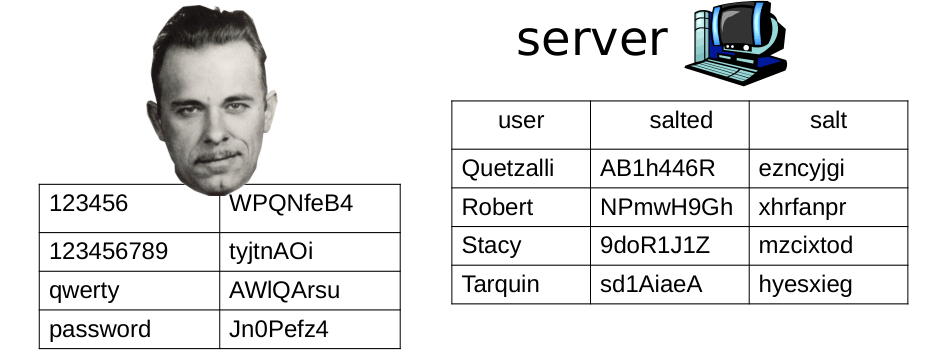 server
user salted salt
Quetzalli AB1h446R ezncyjgi
Robert NPmwH9Gh xhrfanpr
Stacy 9doR1J1Z mzcixtod
Tarquin sd1AiaeA hyesxieg
123456 WPQNfeB4
123456789 tyjtnAOi
qwerty AWlQArsu
password Jn0Pefz4